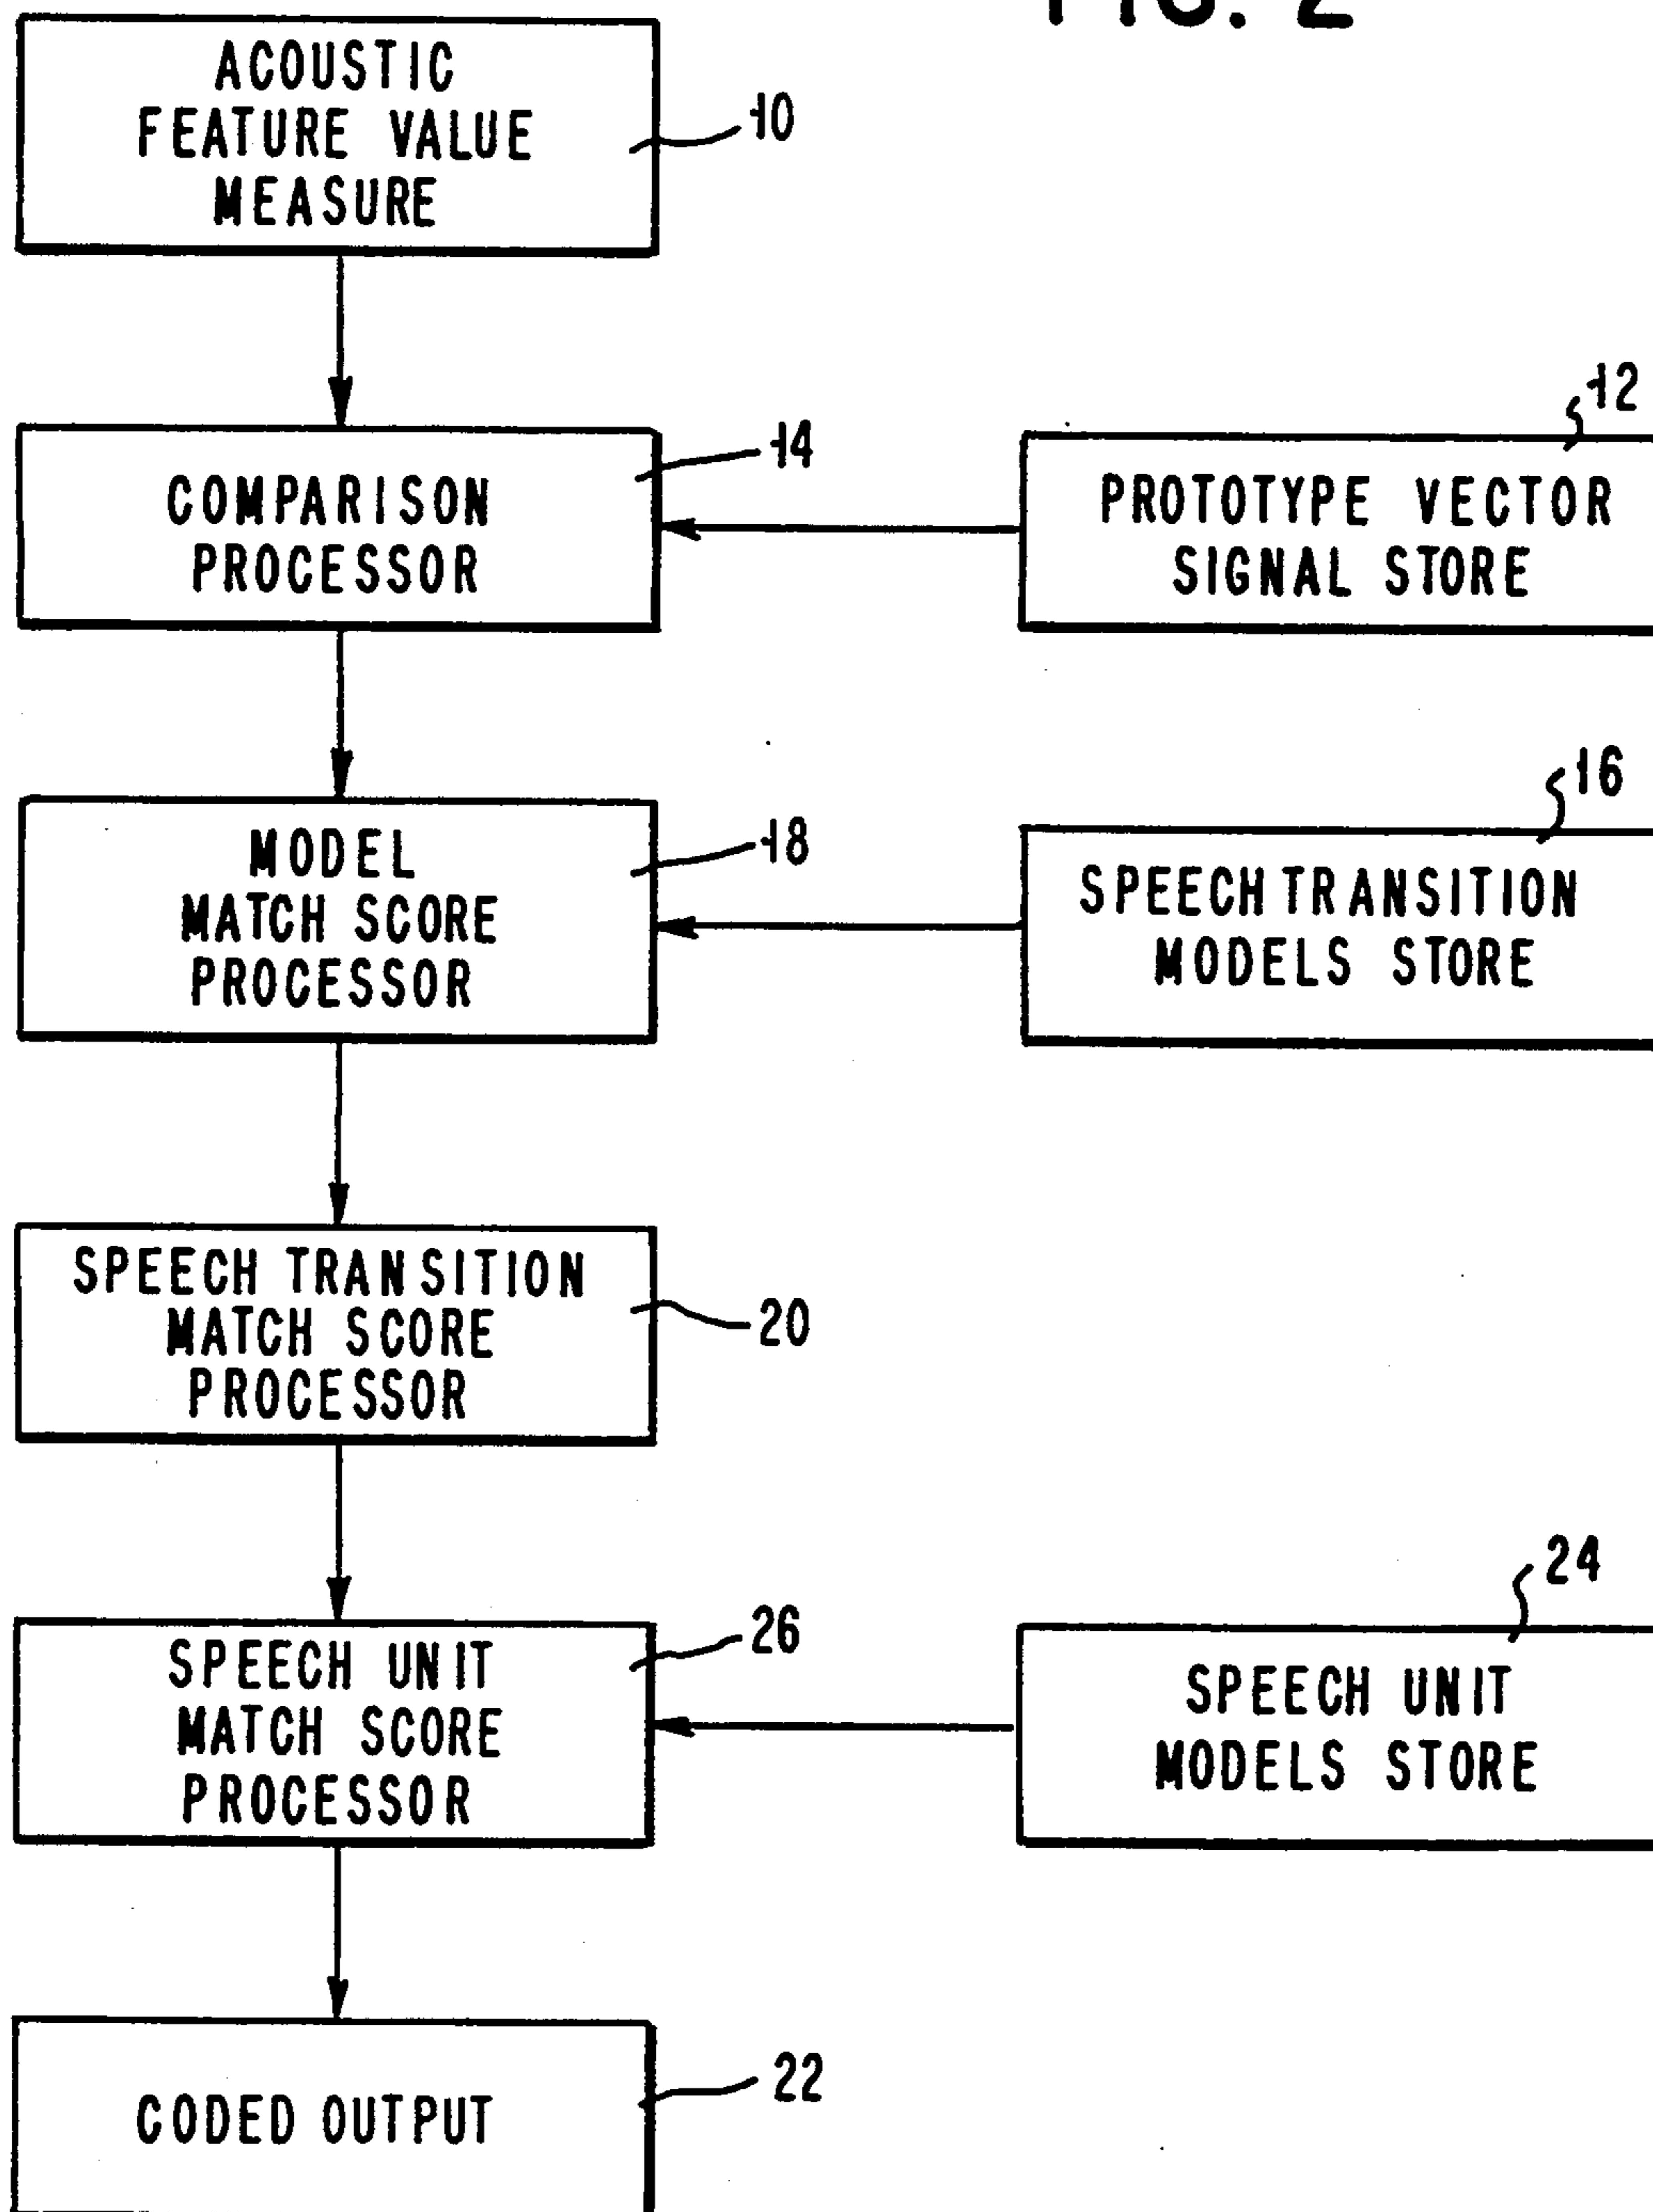 FIG. 2
ACOUSTIC
FEATURE VALUE
MEASURE
10
COMPARISON
PROCESSOR
14
PROTOTYPE VECTOR
SIGNAL STORE
12
MODEL
MATCH SCORE
PROCESSOR
18
SPEECH TRANSITION
MODELS STORE
16
SPEECH TRANSITION
MATCH SCORE
PROCESSOR
20
SPEECH UNIT
MATCH SCORE
PROCESSOR
26
SPEECH UNIT
MODELS STORE
24
CODED OUTPUT
22